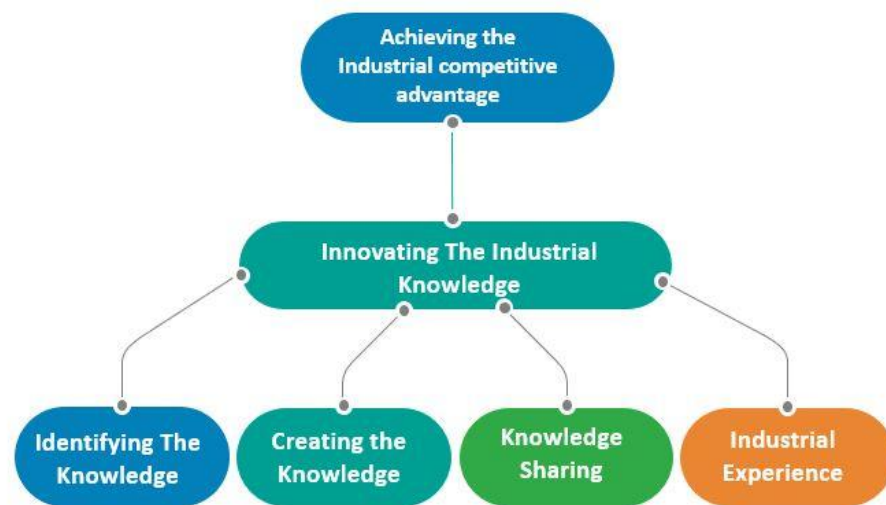 Achieving the
Industrial competitive
advantage
Innovating The Industrial
Knowledge
Identifying The
Knowledge
Creating the
Knowledge
Knowledge
Sharing
Industrial
Experience